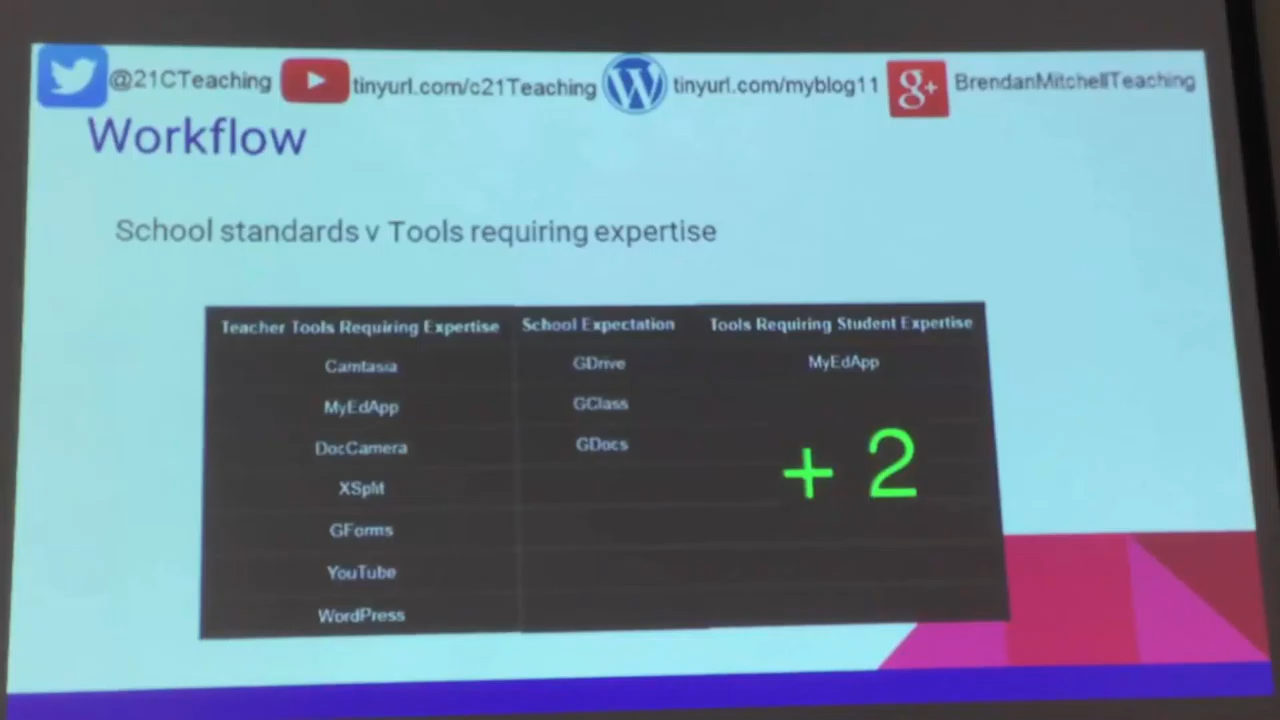 @21CTeaching tinyurl.com/c21Teaching tinyurl.com/myblog11 g+ BrendanMitchellTeaching
Workflow
School standards v Tools requiring expertise
Teacher Tools Requiring Expertise School Expectation Tools Requiring Student Expertise
Camtasia GDrive MyEdApp
MyEdApp GClass
DocCamera GDocs
+ 2
XSplit
GForms
YouTube
WordPress